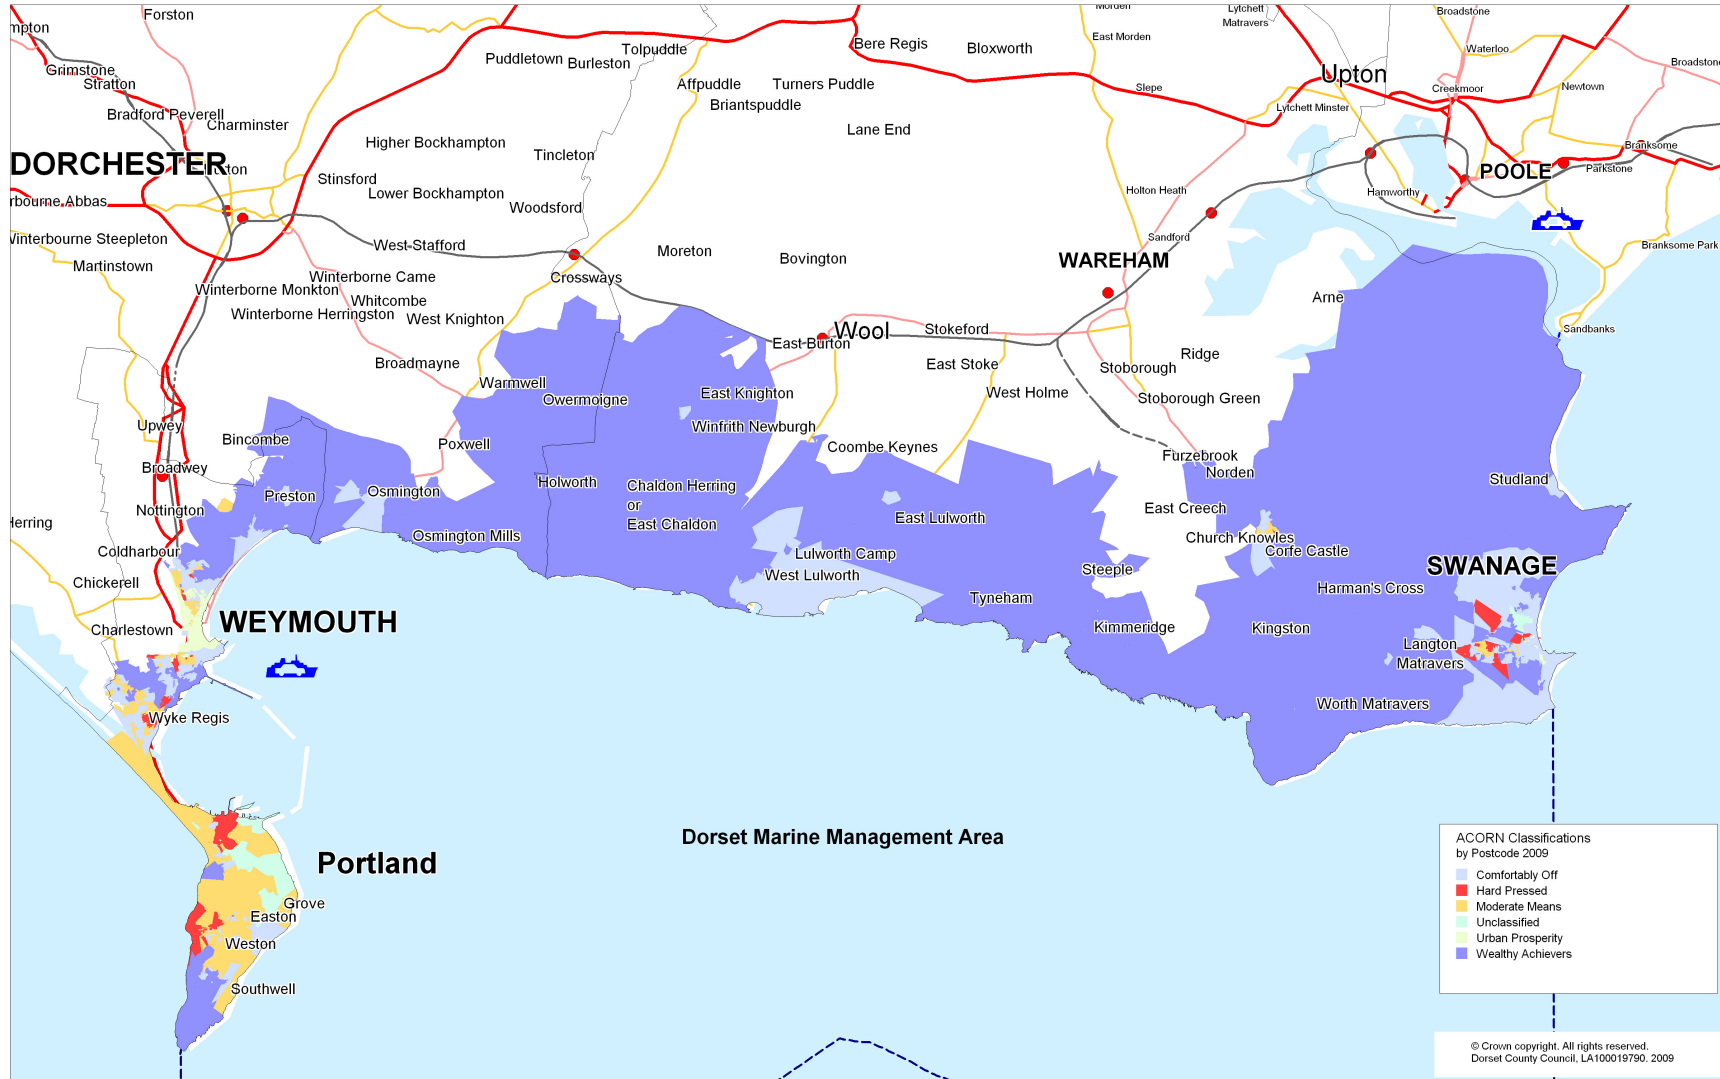 Forston
Morden
Lytchett
Matravers
Broadstone
mpton
East Morden
Waterloo
Tolpuddle
Bere Regis
Bloxworth
Puddletown
Burleston
Broadstone
Grimstone
Stratton
Affpuddle
Turners Puddle
Slepe
Upton
Creekmoor
Newtown
Briantspuddle
Lytchett Minster
Bradford Peverell
Charminster
Lane End
Higher Bockhampton
Tincleton
Branksome
DORCHESTER
POOLE
Parkstone
Stinsford
Lower Bockhampton
Holton Heath
Hamworthy
rbourne Abbas
Woodsford
Winterbourne Steepleton
West Stafford
Moreton
Sandford
Branksome Park
Martinstown
Bovington
WAREHAM
Winterborne Came
Crossways
Winterborne Monkton
Whitcombe
Arne
Winterborne Herringston
West Knighton
Wool
Stokeford
Sandbanks
East Burton
Ridge
Broadmayne
East Stoke
Stoborough
Warmwell
Owermoigne
East Knighton
West Holme
Stoborough Green
Upwey
Bincombe
Winfrith Newburgh
Poxwell
Coombe Keynes
Furzebrook
Broadwey
Norden
Preston
Osmington
Holworth
Chaldon Herring
or
East Chaldon
Studland
Nottington
East Lulworth
East Creech
Herring
Osmington Mills
Church Knowles
Coldharbour
Lulworth Camp
Corfe Castle
SWANAGE
Chickerell
West Lulworth
Steeple
Harman's Cross
Tyneham
WEYMOUTH
Charlestown
Kimmeridge
Kingston
Langton
Matravers
Wyke Regis
Worth Matravers
Dorset Marine Management Area
Portland
Grove
Easton
Weston
Southwell
ACORN Classifications
by Postcode 2009
Comfortably Off
Hard Pressed
Moderate Means
Unclassified
Urban Prosperity
Wealthy Achievers
© Crown copyright. All rights reserved.
Dorset County Council, LA100019790. 2009